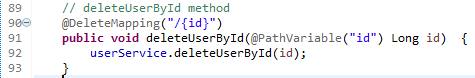 89 // deleteUserById method
90 @DeleteMapping("/{id}")
91 public void deleteUserById(@PathVariable("id") Long id) {
92 userService.deleteUserById(id);
93 }